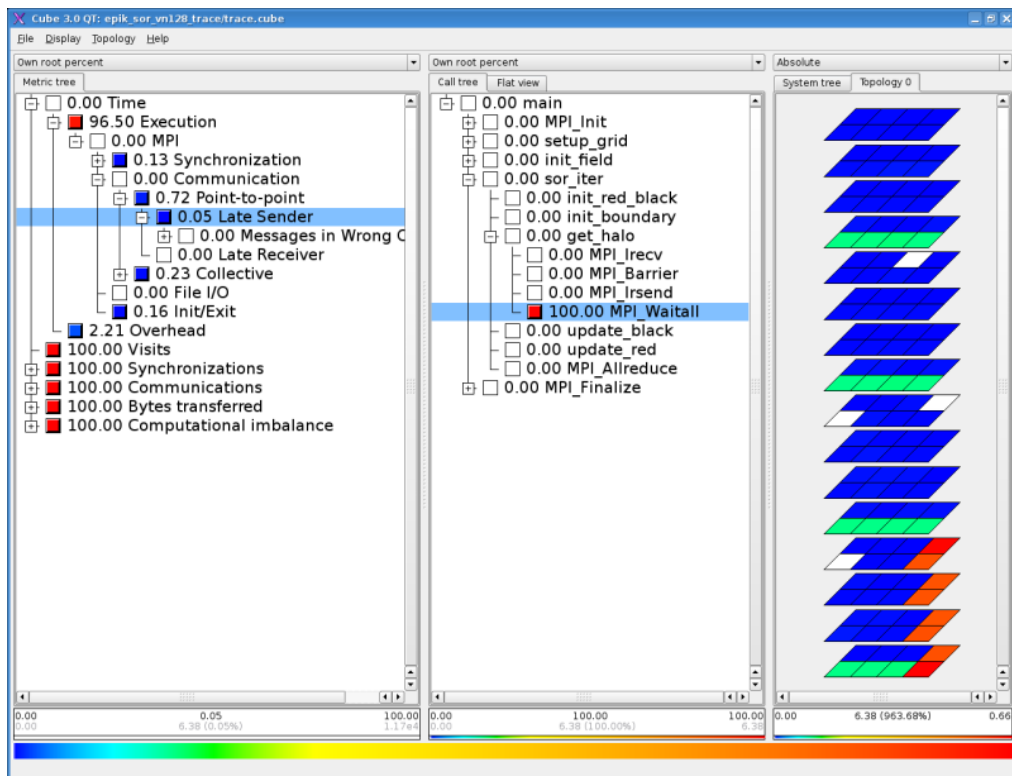 Cube 3.0 QT: epik_sor_vn128_trace/trace.cube
File Display Topology Help
Own root percent
Metric tree
0.00 Time
96.50 Execution
0.00 MPI
0.13 Synchronization
0.00 Communication
0.72 Point-to-point
0.05 Late Sender
0.00 Messages in Wrong C
0.00 Late Receiver
0.23 Collective
0.00 File I/O
0.16 Init/Exit
2.21 Overhead
100.00 Visits
100.00 Synchronizations
100.00 Communications
100.00 Bytes transferred
100.00 Computational imbalance
0.00 0.05 100.00
0.00 6.38 (0.05%) 1.17e4
Own root percent
Call tree Flat view
0.00 main
0.00 MPI_Init
0.00 setup_grid
0.00 init_field
0.00 sor_iter
0.00 init_red_black
0.00 init_boundary
0.00 get_halo
0.00 MPI_Irecv
0.00 MPI_Barrier
0.00 MPI_Irsend
100.00 MPI_Waitall
0.00 update_black
0.00 update_red
0.00 MPI_Allreduce
0.00 MPI_Finalize
0.00 100.00 100.00
0.00 6.38 (100.00%) 6.38
Absolute
System tree Topology 0
0.00 6.38 (963.68%) 0.66